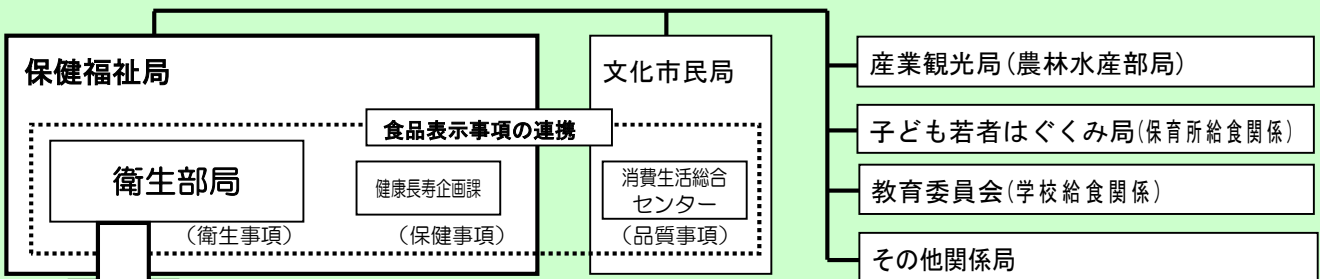 保健福祉局
食品表示事項の連携
衛生部局
(衛生事項)
健康長寿企画課
(保健事項)
文化市民局
消費生活総合
センター
(品質事項)
産業観光局(農林水産部局)
子ども若者はぐくみ局(保育所給食関係)
教育委員会(学校給食関係)
その他関係局